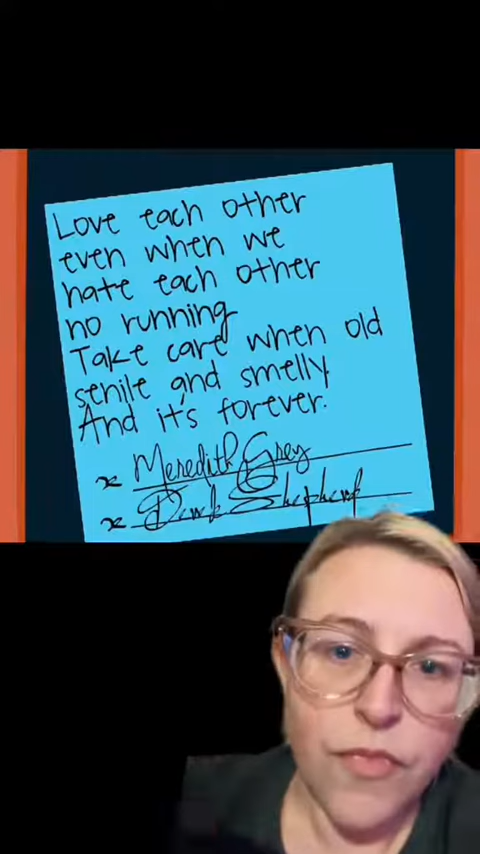 Love each other
even when we
hate each other
no running
Take care when old
senile and smelly.
And it's forever.
x Meredith Grey
x Derek Shepherd